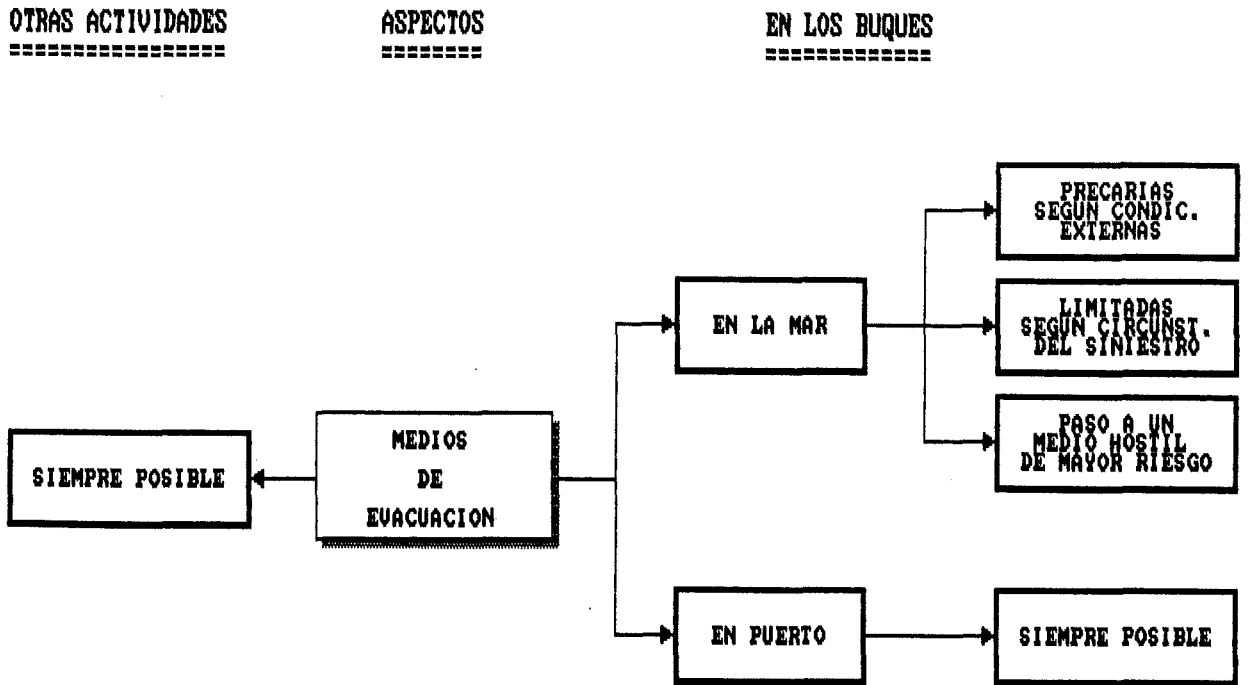 OTRAS ACTIVIDADES
=================
ASPECTOS
========
EN LOS BUQUES
=============
PRECARIAS
SEGUN CONDIC.
EXTERNAS
EN LA MAR
LIMITADAS
SEGUN CIRCUNST.
DEL SINIESTRO
PASO A UN
MEDIO HOSTIL
DE MAYOR RIESGO
SIEMPRE POSIBLE
MEDIOS
DE
EVACUACION
EN PUERTO
SIEMPRE POSIBLE